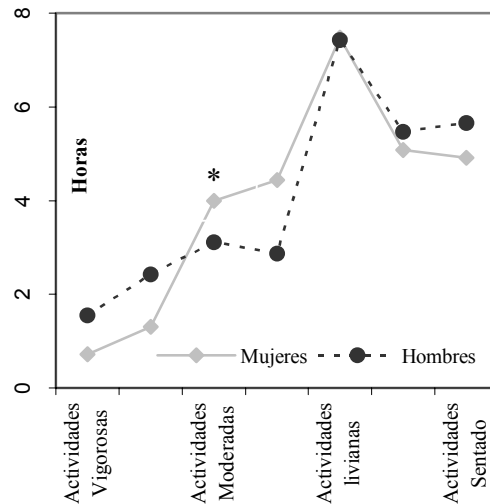 8
6
4
2
0
Horas
*
Mujeres
Hombres
Actividades
Vigorosas
Actividades
Moderadas
Actividades
livianas
Actividades
Sentado